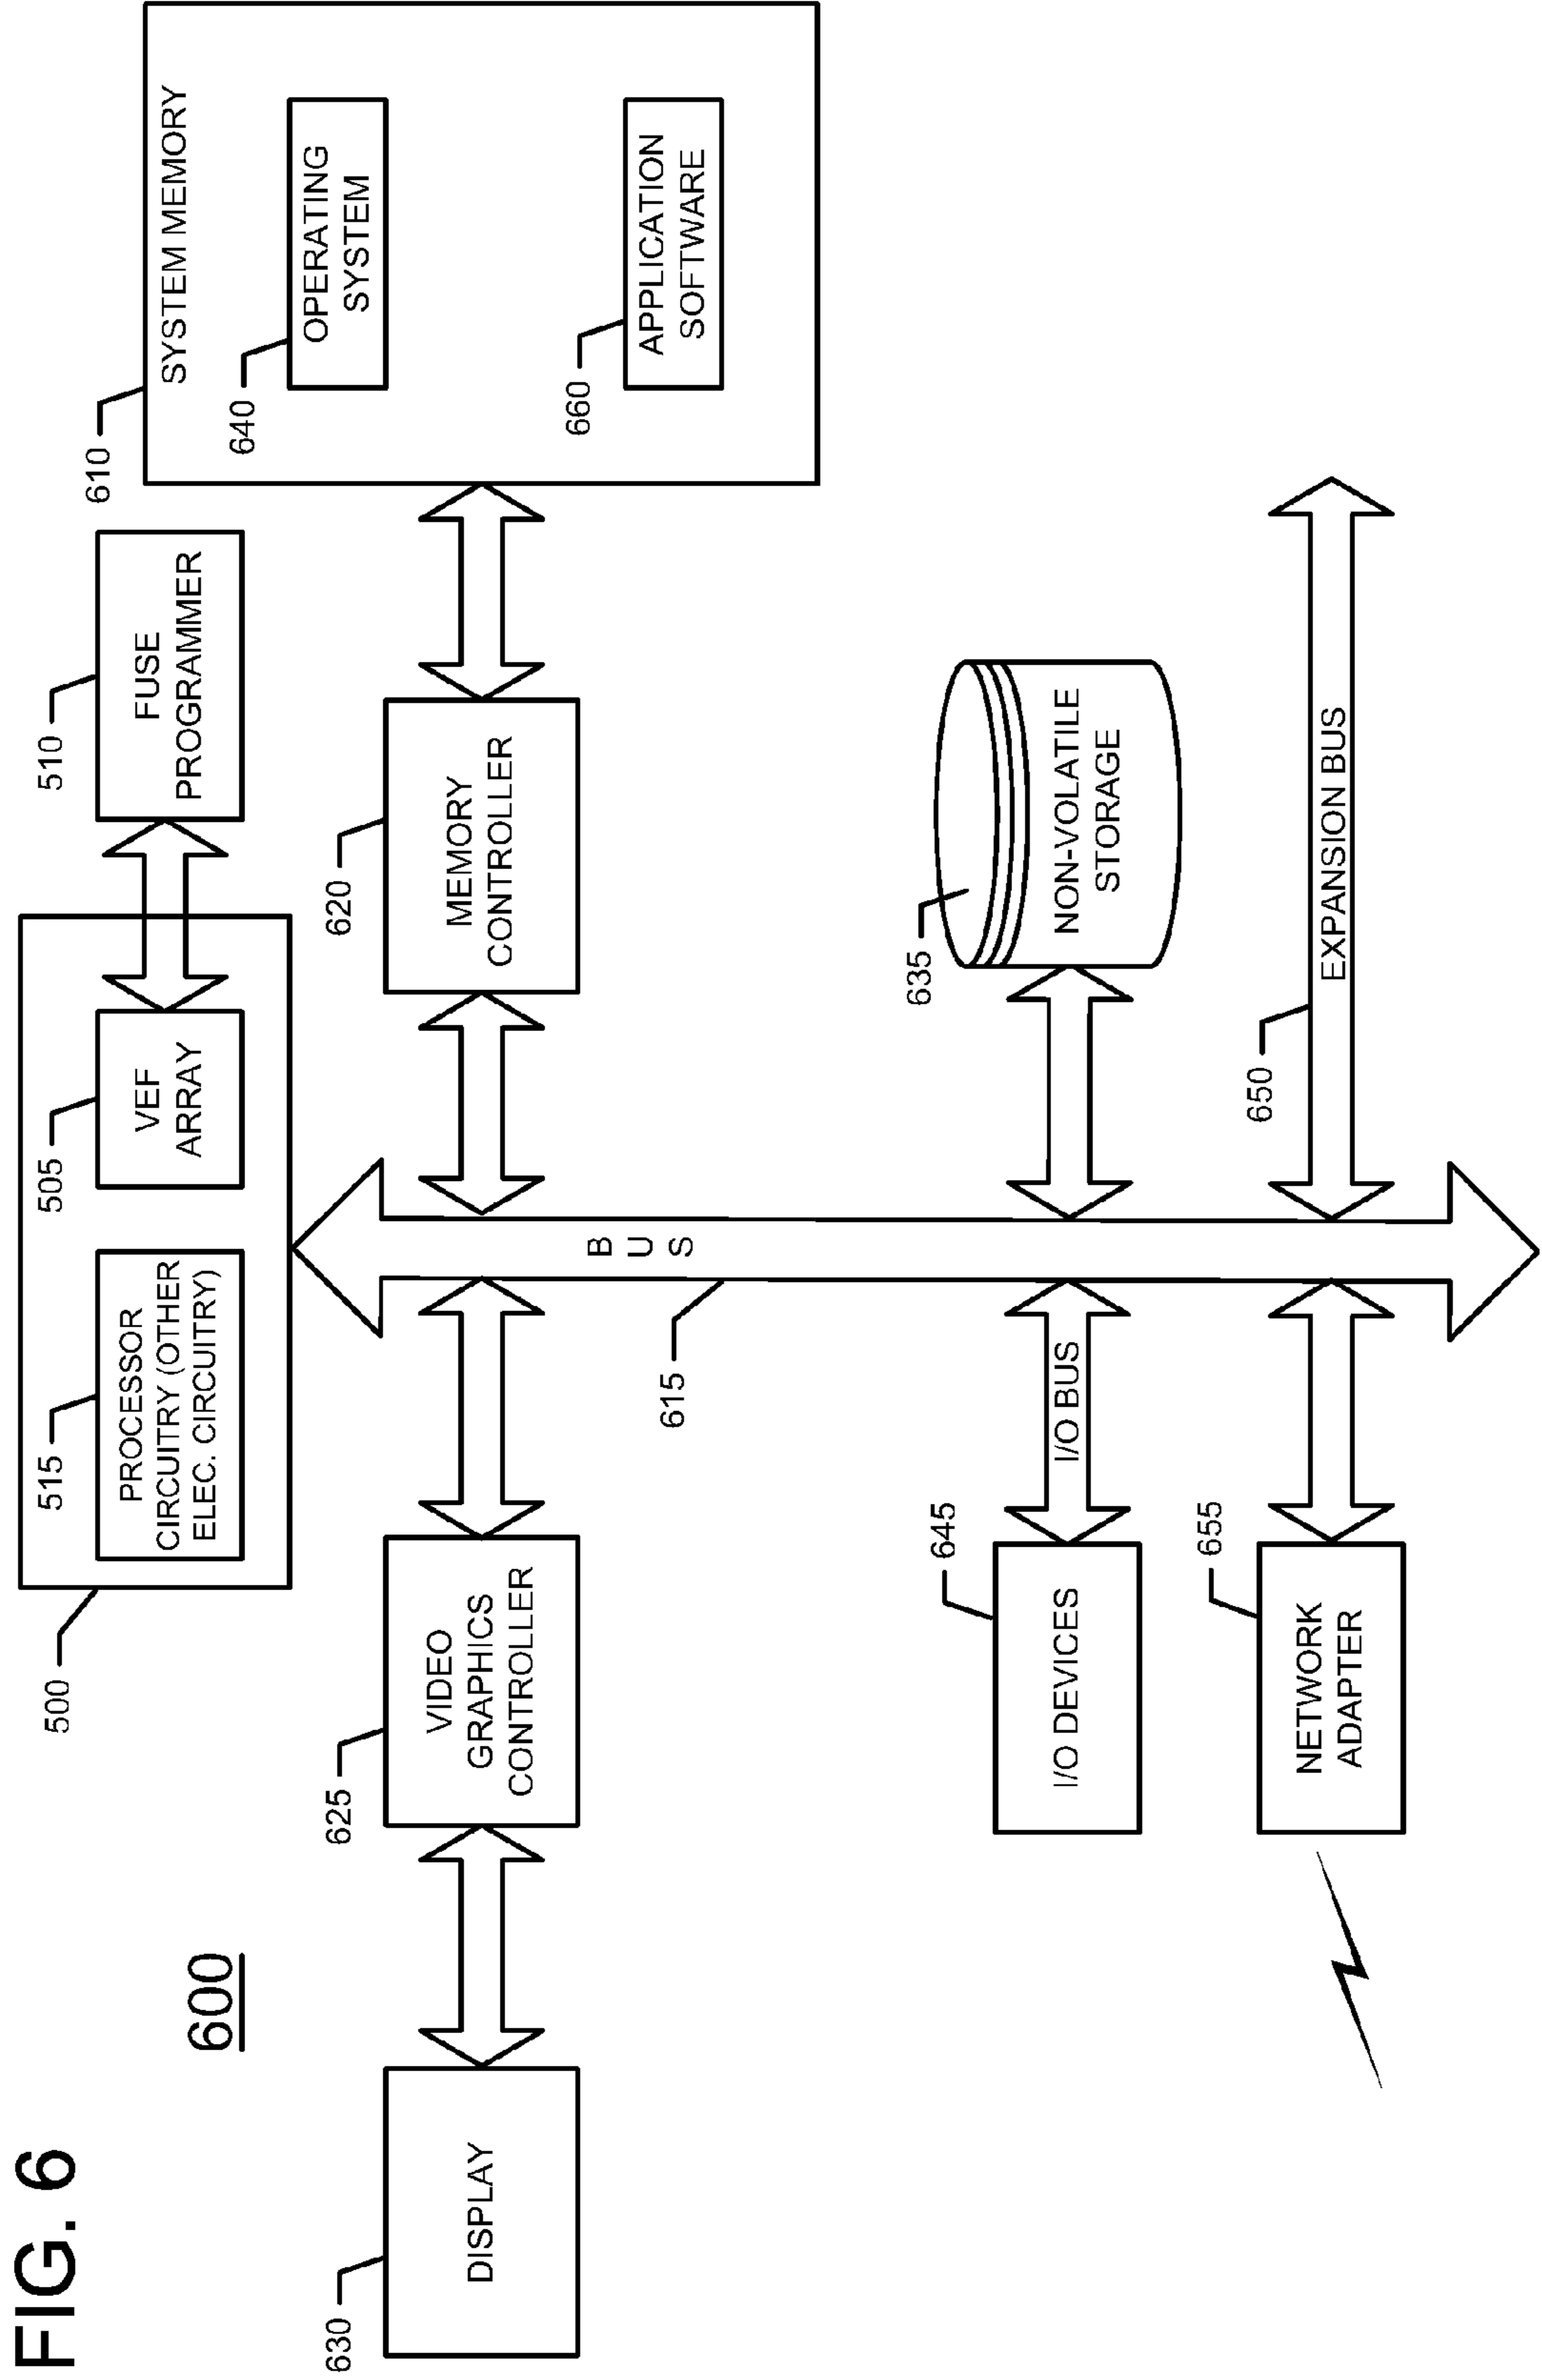 FIG. 6
600
500
515
PROCESSOR
CIRCUITRY (OTHER
ELEC. CIRCUITRY)
505
VEF
ARRAY
510
FUSE
PROGRAMMER
610
SYSTEM MEMORY
640
OPERATING
SYSTEM
660
APPLICATION
SOFTWARE
630
DISPLAY
625
VIDEO
GRAPHICS
CONTROLLER
620
MEMORY
CONTROLLER
BUS
615
645
I/O DEVICES
I/O BUS
635
NON-VOLATILE
STORAGE
655
NETWORK
ADAPTER
650
EXPANSION BUS